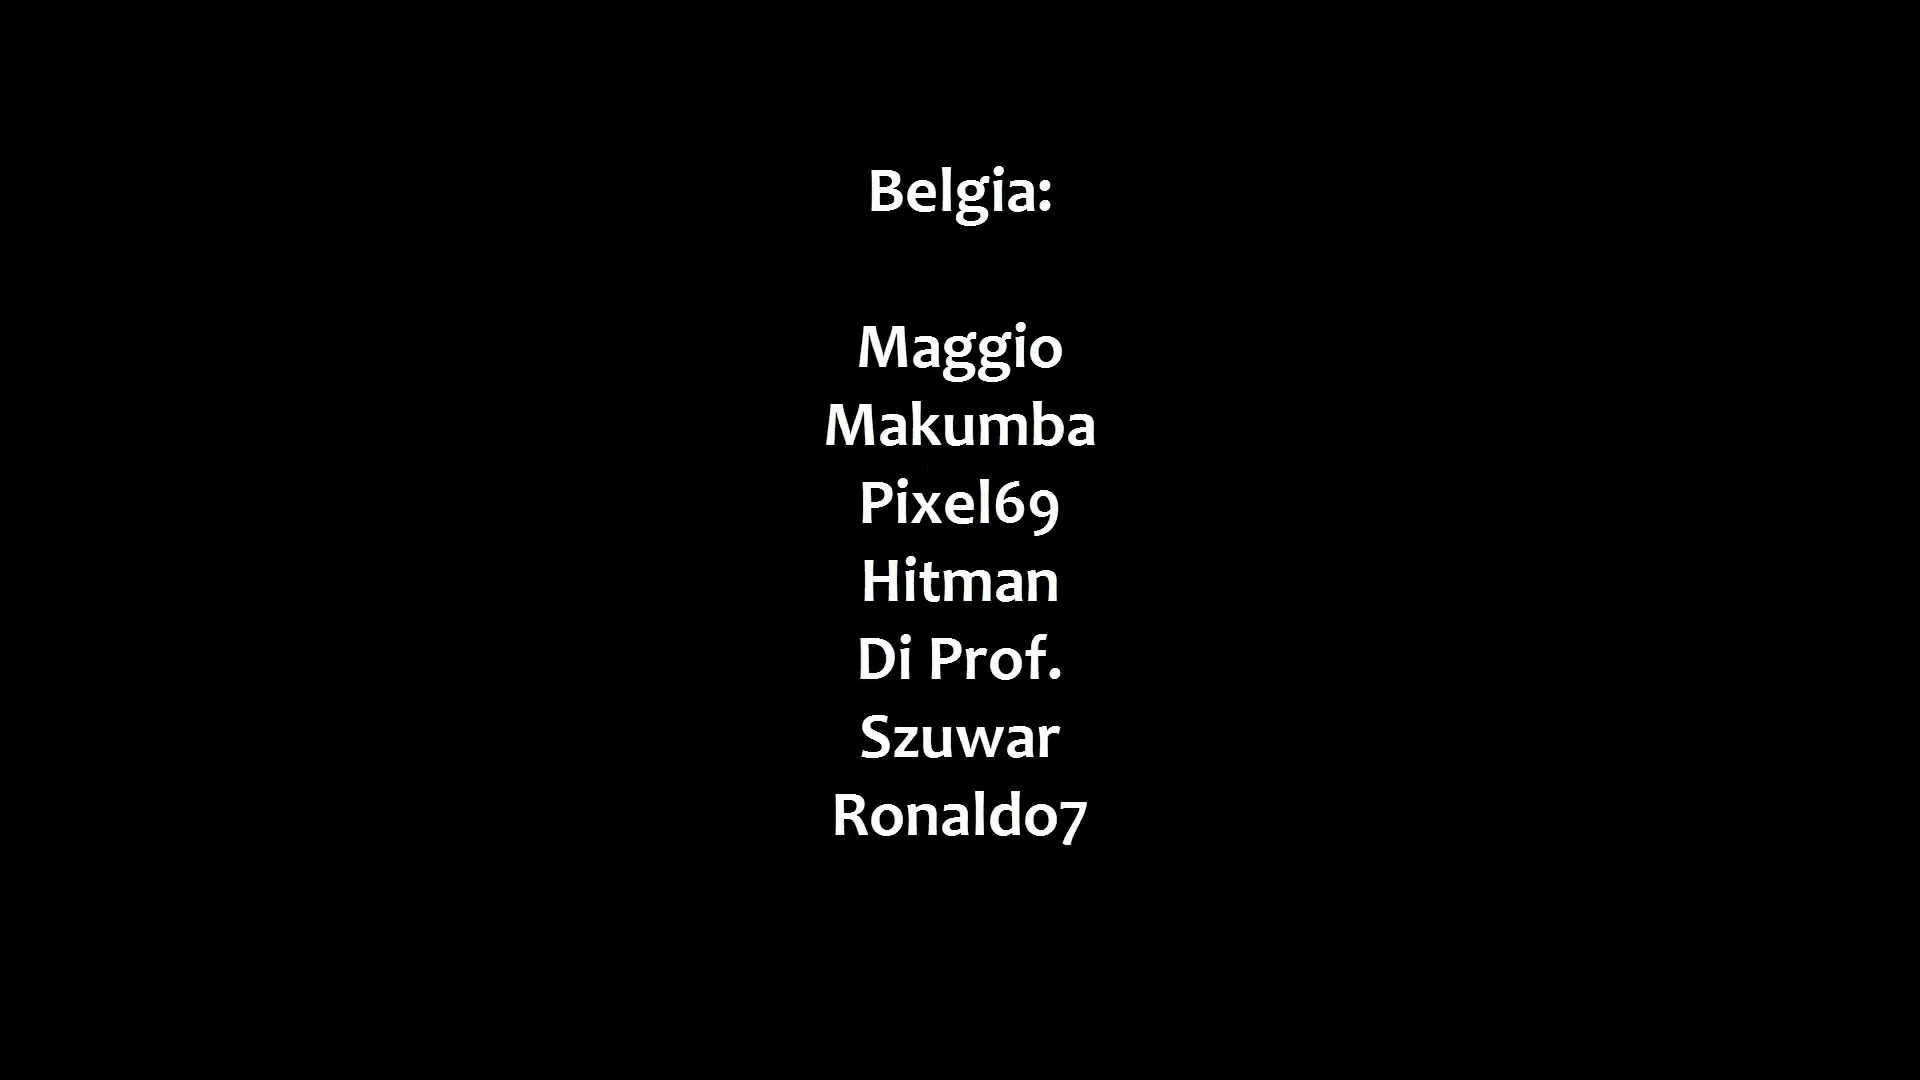 Belgia:
Maggio
Makumba
Pixel69
Hitman
Di Prof.
Szuwar
Ronaldo7